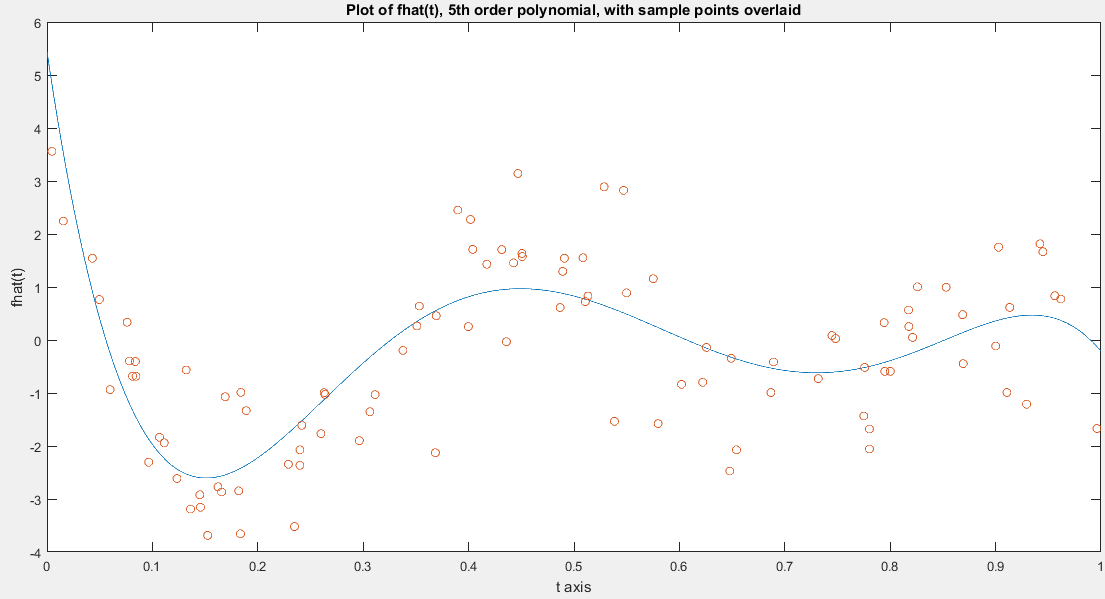 Plot of fhat(t), 5th order polynomial, with sample points overlaid
6
5
4
3
2
1
0
-1
-2
-3
-4
fhat(t)
0 0.1 0.2 0.3 0.4 0.5 0.6 0.7 0.8 0.9 1
t axis